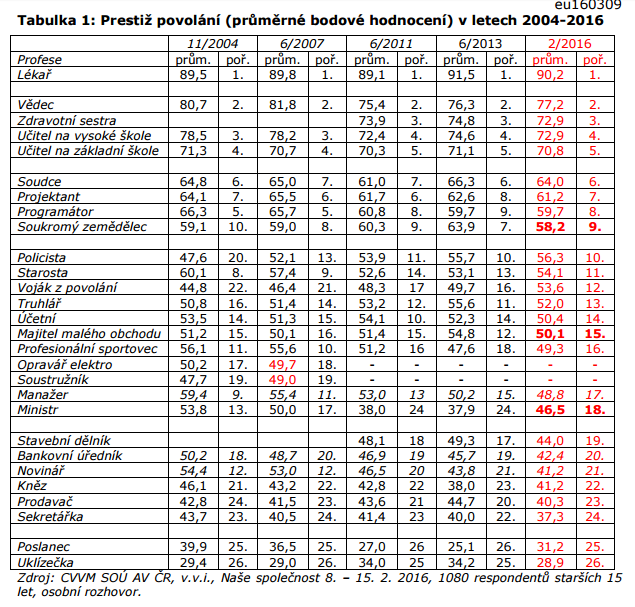 eu160309
Tabulka 1: Prestiž povolání (průměrné bodové hodnocení) v letech 2004-2016
11/2004 6/2007 6/2011 6/2013 2/2016
Profese prům. poř. prům. poř. prům. poř. prům. poř. prům. poř.
Lékař 89,5 1. 89,8 1. 89,1 1. 91,5 1. 90,2 1.
Vědec 80,7 2. 81,8 2. 75,4 2. 76,3 2. 77,2 2.
Zdravotní sestra 73,9 3. 74,8 3. 72,9 3.
Učitel na vysoké škole 78,5 3. 78,2 3. 72,4 4. 74,6 4. 72,9 4.
Učitel na základní škole 71,3 4. 70,7 4. 70,3 5. 71,1 5. 70,8 5.
Soudce 64,8 6. 65,0 7. 61,0 7. 66,3 6. 64,0 6.
Projektant 64,1 7. 65,5 6. 61,7 6. 62,6 8. 61,2 7.
Programátor 66,3 5. 65,7 5. 60,8 8. 59,7 9. 59,7 8.
Soukromý zemědělec 59,1 10. 59,0 8. 60,3 9. 63,9 7. 58,2 9.
Policista 47,6 20. 52,1 13. 53,9 11. 55,7 10. 56,3 10.
Starosta 60,1 8. 57,4 9. 52,6 14. 53,1 13. 54,1 11.
Voják z povolání 44,8 22. 46,4 21. 48,3 17. 49,7 16. 53,6 12.
Truhlář 50,8 16. 51,4 14. 53,2 12. 55,6 11. 52,0 13.
Účetní 53,5 14. 51,3 15. 54,1 10. 52,3 14. 50,4 14.
Majitel malého obchodu 51,2 15. 50,1 16. 51,4 15. 54,8 12. 50,1 15.
Profesionální sportovec 56,1 11. 55,6 10. 51,2 16 47,6 18. 49,3 16.
Opravář elektro 50,2 17. 49,7 18. - - - - - -
Soustružník 47,7 19. 49,0 19. - - - - - -
Manažer 59,4 9. 55,4 11. 53,0 13 50,2 15. 48,8 17.
Ministr 53,8 13. 50,0 17. 38,0 24 37,9 24. 46,5 18.
Stavební dělník 48,1 18 49,3 17. 44,0 19.
Bankovní úředník 50,2 18. 48,7 20. 46,9 19 45,7 19. 42,4 20.
Novinář 54,4 12. 53,0 12. 46,5 20 43,8 21. 41,2 21.
Kněz 46,1 21. 43,2 22. 42,8 22 38,0 23. 41,2 22.
Prodavač 42,8 24. 41,5 23. 43,6 21 44,7 20. 40,3 23.
Sekretářka 43,7 23. 40,5 24. 41,4 23 40,0 22. 37,3 24.
Poslanec 39,9 25. 36,5 25. 27,0 26 25,1 26. 31,2 25.
Uklízečka 29,4 26. 29,0 26. 34,0 25 34,1 25. 28,9 26.
Zdroj: CVVM SOÚ AV ČR, v.v.i., Naše společnost 8. – 15. 2. 2016, 1080 respondentů starších 15
let, osobní rozhovor.